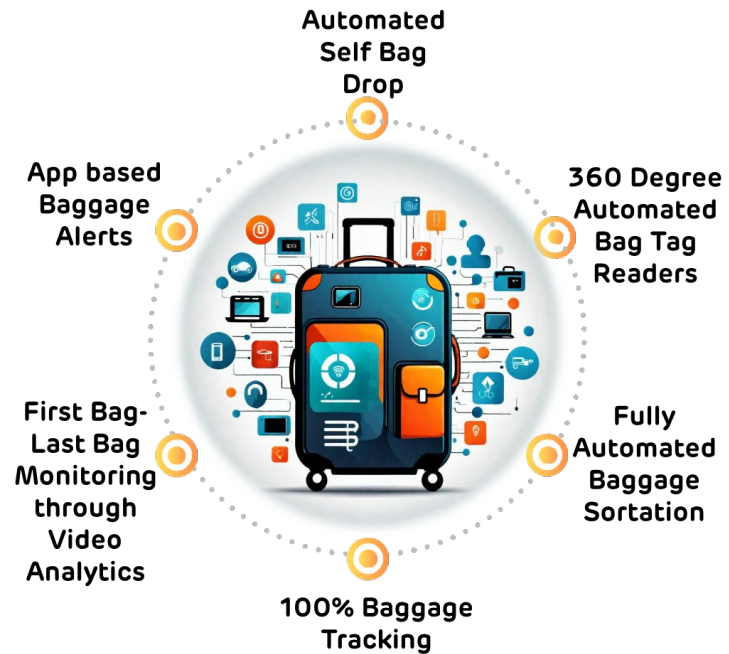 Automated
Self Bag
Drop
360 Degree
Automated
Bag Tag
Readers
Fully
Automated
Baggage
Sortation
100% Baggage
Tracking
First Bag-
Last Bag
Monitoring
through
Video
Analytics
App based
Baggage
Alerts